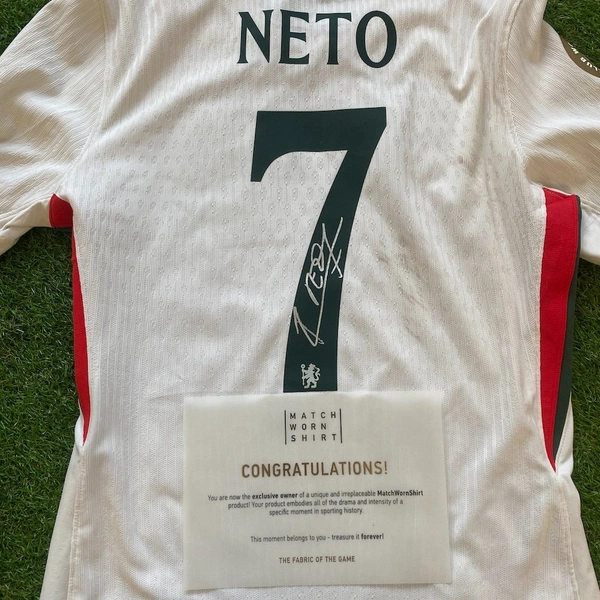 NETO
7
MATCH
WORN
SHIRT
CONGRATULATIONS!
You are now the exclusive owner of a unique and irreplaceable MatchWornShirt
product! Your product embodies all of the drama and intensity of a
specific moment in sporting history.
This moment belongs to you - treasure it forever!
THE FABRIC OF THE GAME